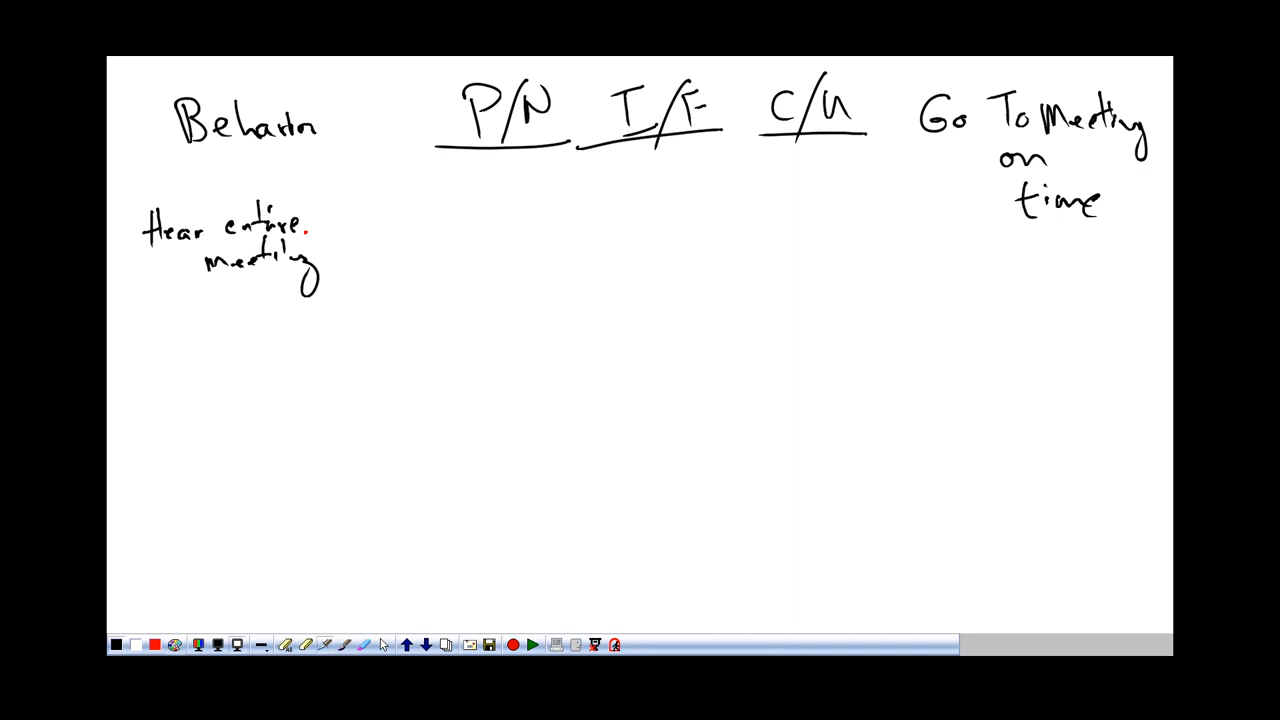 Behavior P/N T/F C/U Go To Meeting
on
time
Hear entire
meeting